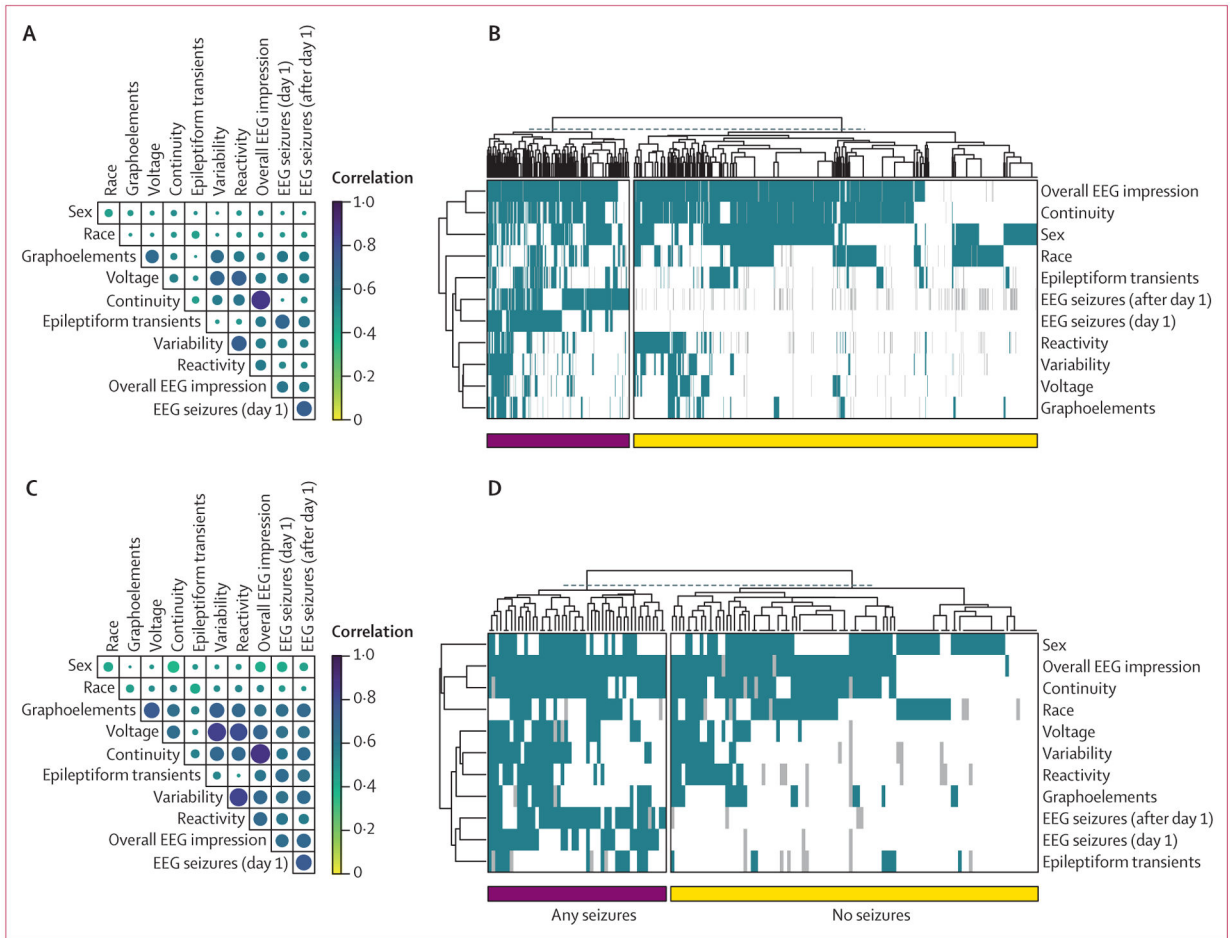 A
Race
Graphoelements
Voltage
Continuity
Epileptiform transients
Variability
Reactivity
Overall EEG impression
EEG seizures (day 1)
EEG seizures (after day 1)
Sex
Race
Graphoelements
Voltage
Continuity
Epileptiform transients
Variability
Reactivity
Overall EEG impression
EEG seizures (day 1)
Correlation
1·0
0·8
0·6
0·4
0·2
0
B
Overall EEG impression
Continuity
Sex
Race
Epileptiform transients
EEG seizures (after day 1)
EEG seizures (day 1)
Reactivity
Variability
Voltage
Graphoelements
C
Race
Graphoelements
Voltage
Continuity
Epileptiform transients
Variability
Reactivity
Overall EEG impression
EEG seizures (day 1)
EEG seizures (after day 1)
Sex
Race
Graphoelements
Voltage
Continuity
Epileptiform transients
Variability
Reactivity
Overall EEG impression
EEG seizures (day 1)
Correlation
1·0
0·8
0·6
0·4
0·2
0
D
Sex
Overall EEG impression
Continuity
Race
Voltage
Variability
Reactivity
Graphoelements
EEG seizures (after day 1)
EEG seizures (day 1)
Epileptiform transients
Any seizures
No seizures